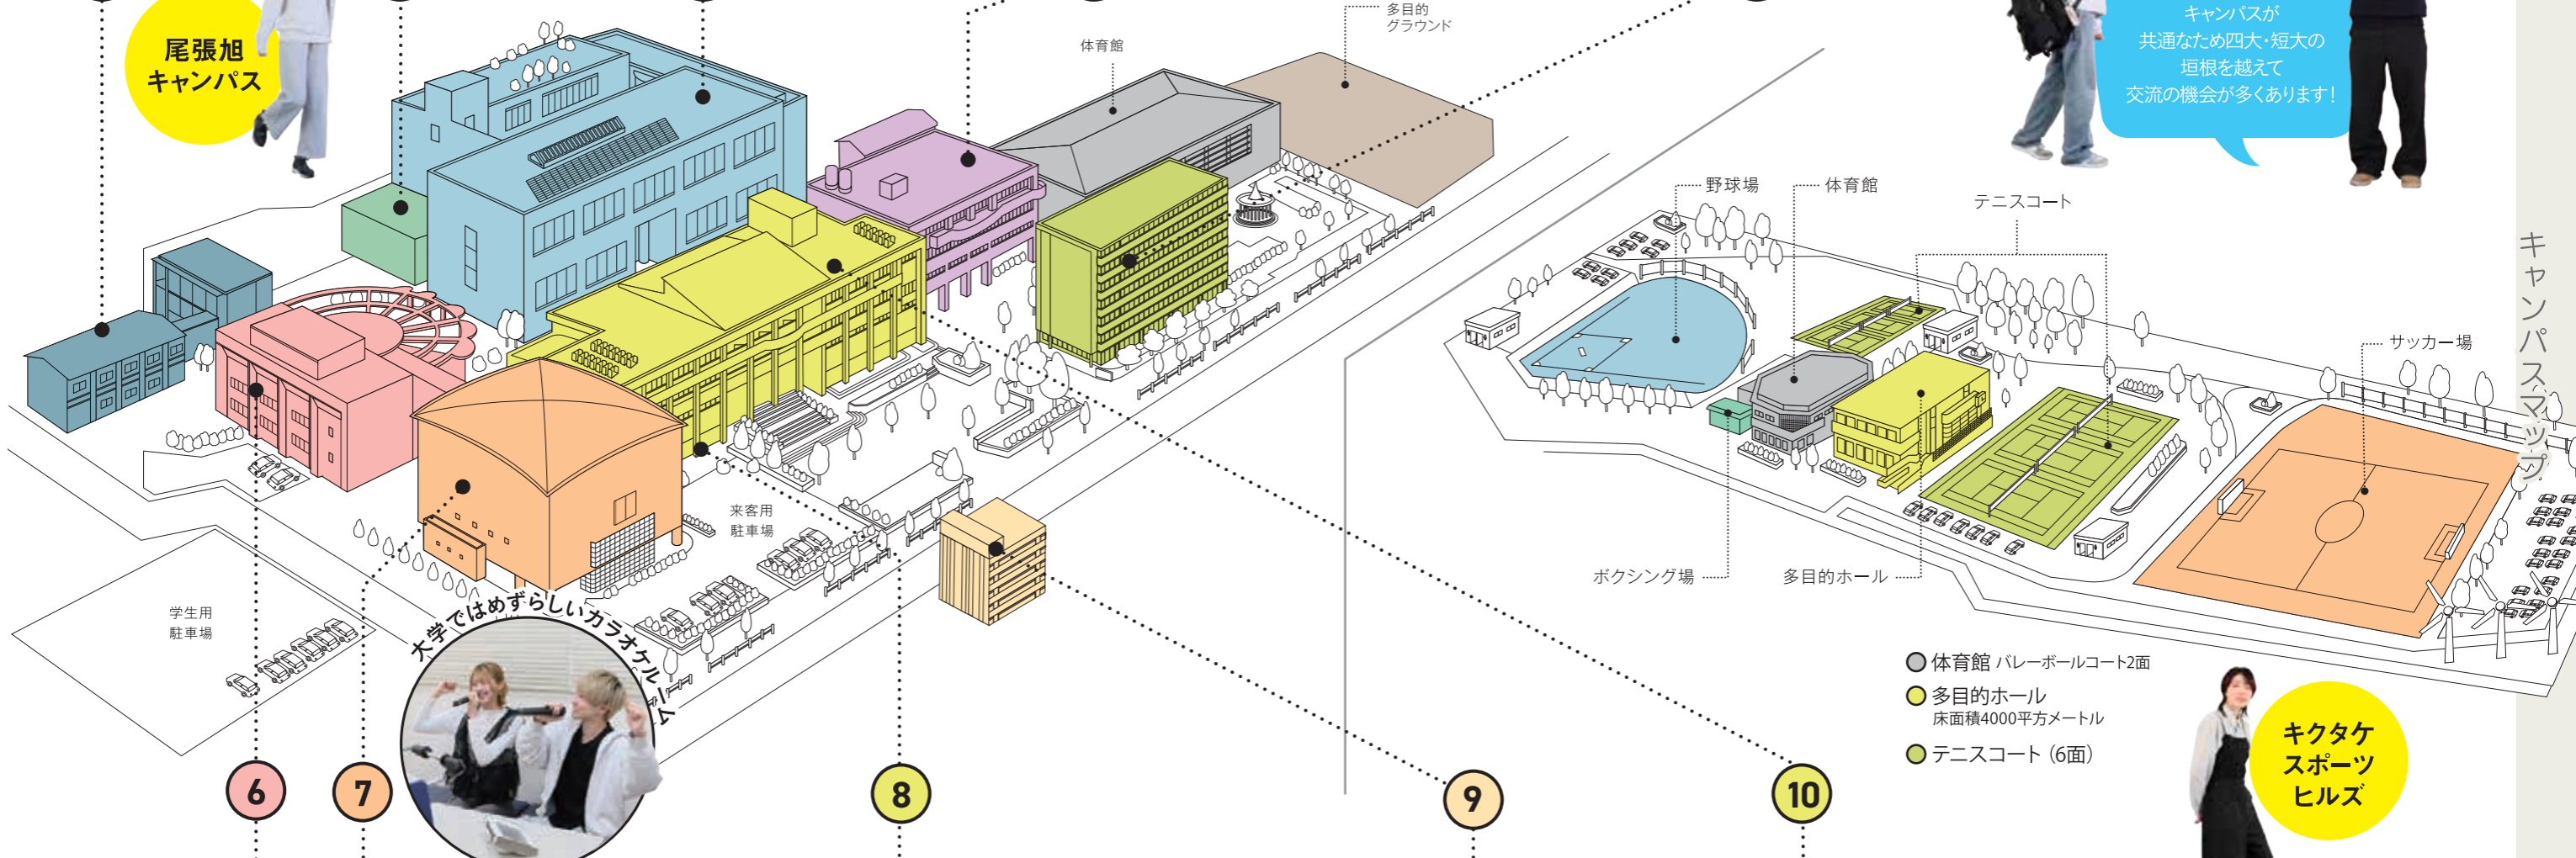 尾張旭
キャンパス
体育館
多目的
グラウンド
キャンパスが
共通なため四大・短大の
垣根を越えて
交流の機会が多くあります!
野球場
体育館
テニスコート
サッカー場
キャンパスマップ
ボクシング場
多目的ホール
来客用
駐車場
学生用
駐車場
大学ではめずらしいカラオケルーム
体育館 バレーボールコート2面
多目的ホール
床面積4000平方メートル
テニスコート(6面)
キクタケ
スポーツ
ヒルズ
6
7
8
9
10